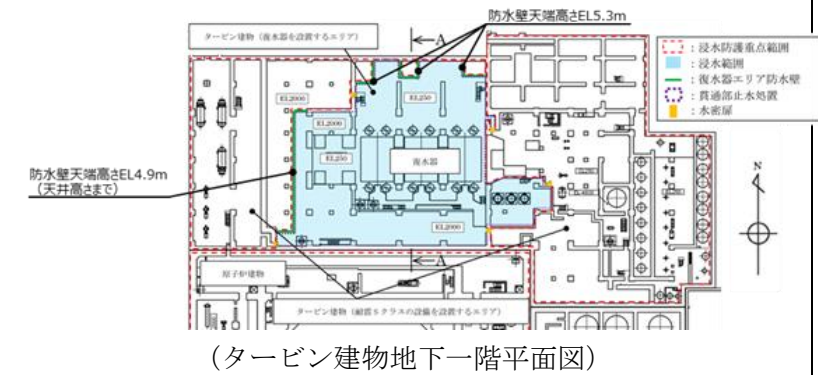 防水壁天端高さEL5.3m
タービン建物（復水器を設置するエリア）
A
：浸水防護重点範囲
：浸水範囲
：復水器エリア防水壁
：貫通部止水処置
：水密扉
EL2000
EL250
EL2000
EL250
復水器
防水壁天端高さEL4.9m
（天井高さまで）
N
EL2000
A
原子炉建物
タービン建物（耐震Sクラスの設備を設置するエリア）
（タービン建物地下一階平面図）